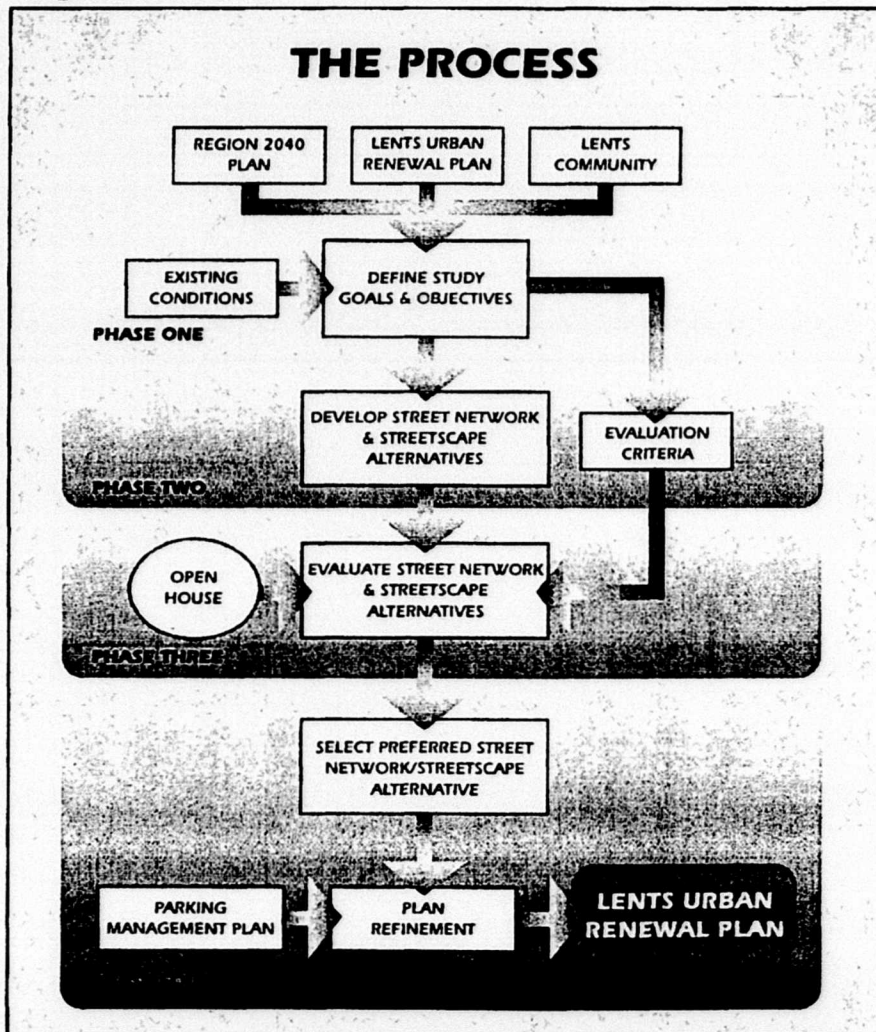 THE PROCESS
REGION 2040
PLAN
LENTS URBAN
RENEWAL PLAN
LENTS
COMMUNITY
EXISTING
CONDITIONS
DEFINE STUDY
GOALS & OBJECTIVES
PHASE ONE
DEVELOP STREET NETWORK
& STREETSCAPE
ALTERNATIVES
EVALUATION
CRITERIA
PHASE TWO
OPEN
HOUSE
EVALUATE STREET NETWORK
& STREETSCAPE
ALTERNATIVES
PHASE THREE
SELECT PREFERRED STREET
NETWORK/STREETSCAPE
ALTERNATIVE
PARKING
MANAGEMENT PLAN
PLAN
REFINEMENT
LENTS URBAN
RENEWAL PLAN